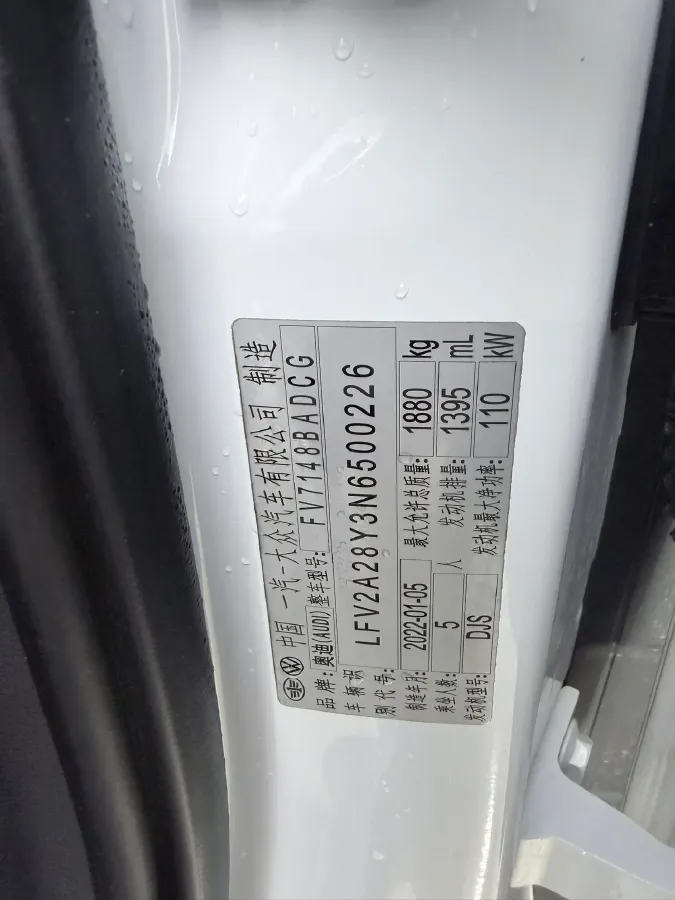 中国 一汽-大众汽车有限公司 制造
品牌: 奥迪(AUDI) 整车型号: FV7148BADCG
车辆识别代号: LFV2A28Y3N6500226
制造年月: 2022-01-05 最大允许总质量: 1880 kg
乘坐人数: 5 人 发动机排量: 1395 mL
发动机型号: DJS 发动机最大净功率: 110 kW